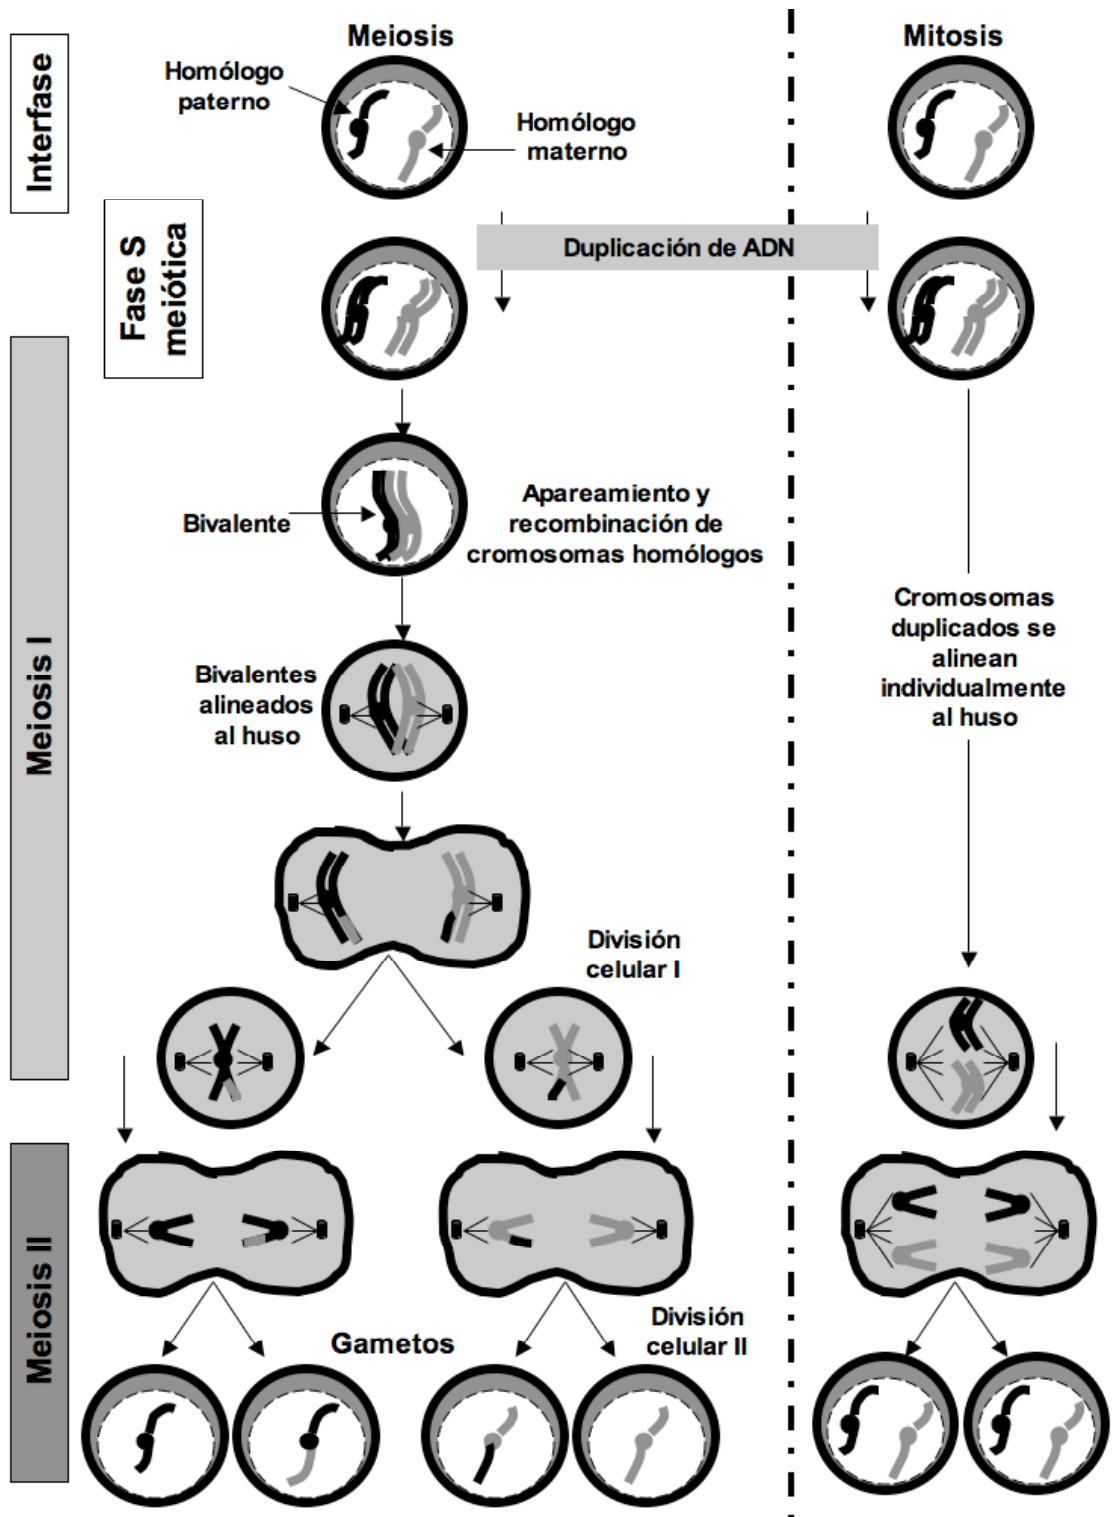 Meiosis
Mitosis
Interfase
Homólogo
paterno
Homólogo
materno
Fase S
meiótica
Duplicación de ADN
Meiosis I
Bivalente
Apareamiento y
recombinación de
cromosomas homólogos
Cromosomas
duplicados se
alinean
individualmente
al huso
Bivalentes
alineados
al huso
División
celular I
Meiosis II
Gametos
División
celular II